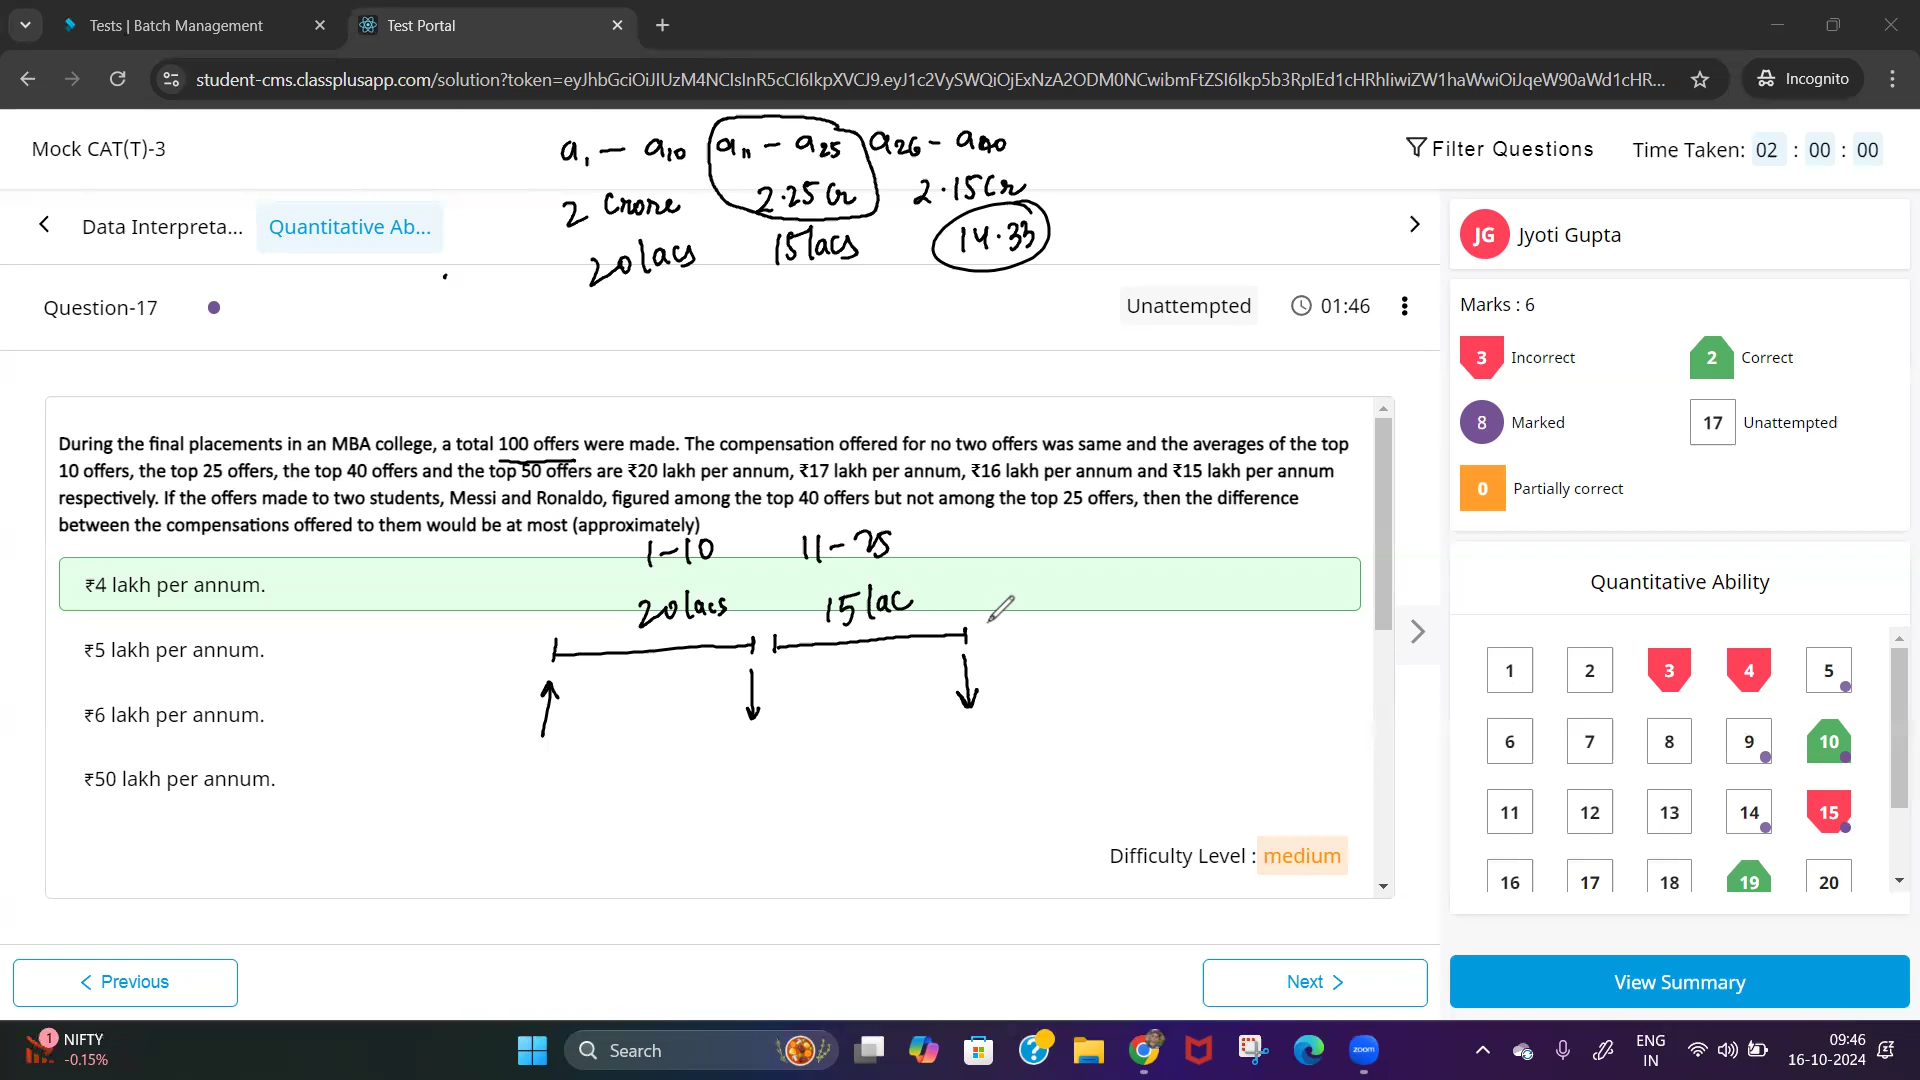 Tests | Batch Management
Test Portal
student-cms.classplusapp.com/solution?token=eyJhbGciOiJIUzM4NCIsInR5cCI6IkpXVCJ9.eyJ1c2VySWQiOjExNzA2ODM0NCwibmFtZSI6Ikp5b3RpIEd1cHRhIiwiZW1haWwiOiJqeW90aWd1cHR...
Incognito
Mock CAT(T)-3
a₁ — a₁₀ a₁₁ — a₂₅ a₂₆ - a₄₀
Filter Questions
Time Taken: 02 : 00 : 00
2 Crore 2.25 Cr 2.15 Cr
Data Interpreta...
Quantitative Ab...
20 lacs 15 lacs 14.33
JG Jyoti Gupta
Question-17
Unattempted
01:46
Marks : 6
3 Incorrect
2 Correct
8 Marked
17 Unattempted
0 Partially correct
During the final placements in an MBA college, a total 100 offers were made. The compensation offered for no two offers was same and the averages of the top
10 offers, the top 25 offers, the top 40 offers and the top 50 offers are ₹20 lakh per annum, ₹17 lakh per annum, ₹16 lakh per annum and ₹15 lakh per annum
respectively. If the offers made to two students, Messi and Ronaldo, figured among the top 40 offers but not among the top 25 offers, then the difference
between the compensations offered to them would be at most (approximately)
1-10 11-25
₹4 lakh per annum.
20 lacs 15 lac
₹5 lakh per annum.
₹6 lakh per annum.
₹50 lakh per annum.
Difficulty Level : medium
Quantitative Ability
1 2 3 4 5
6 7 8 9 10
11 12 13 14 15
16 17 18 19 20
Previous
Next
View Summary
1
NIFTY
-0.15%
Search
zoom
ENG
IN
09:46
16-10-2024